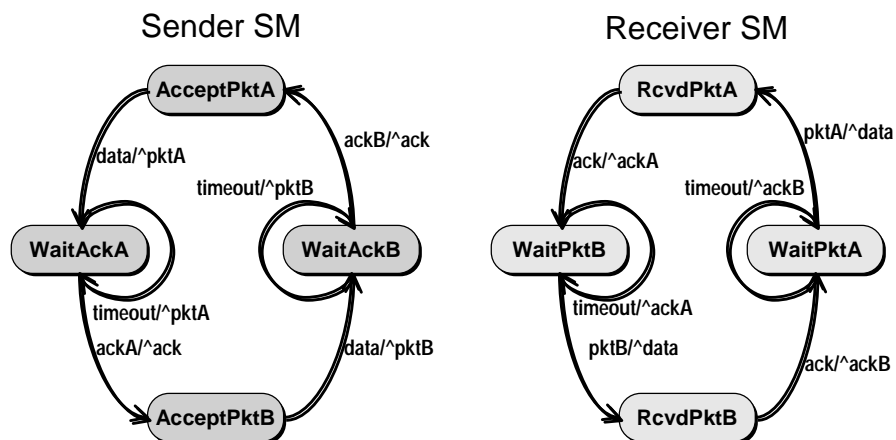 Sender SM
AcceptPktA
data/^pktA
ackB/^ack
timeout/^pktB
WaitAckA
WaitAckB
timeout/^pktA
ackA/^ack
data/^pktB
AcceptPktB
Receiver SM
RcvdPktA
pktA/^data
ack/^ackA
timeout/^ackB
WaitPktB
WaitPktA
timeout/^ackA
pktB/^data
ack/^ackB
RcvdPktB